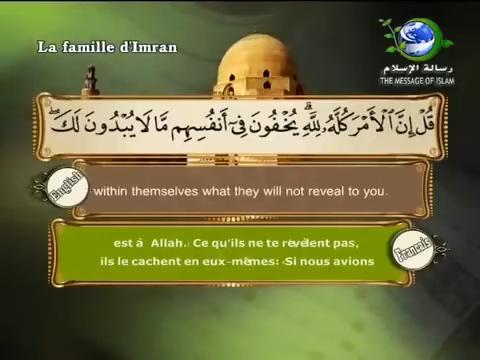 La famille d'Imran
رسالة الإسلام
THE MESSAGE OF ISLAM
قُلْ إِنَّ ٱلْأَمْرَ كُلَّهُۥ لِلَّهِ ۗ يُخْفُونَ فِىٓ أَنفُسِهِم مَّا لَا يُبْدُونَ لَكَ ۖ
English
within themselves what they will not reveal to you.
Francais
est à Allah. Ce qu'ils ne te révèlent pas,
ils le cachent en eux-mêmes: Si nous avions